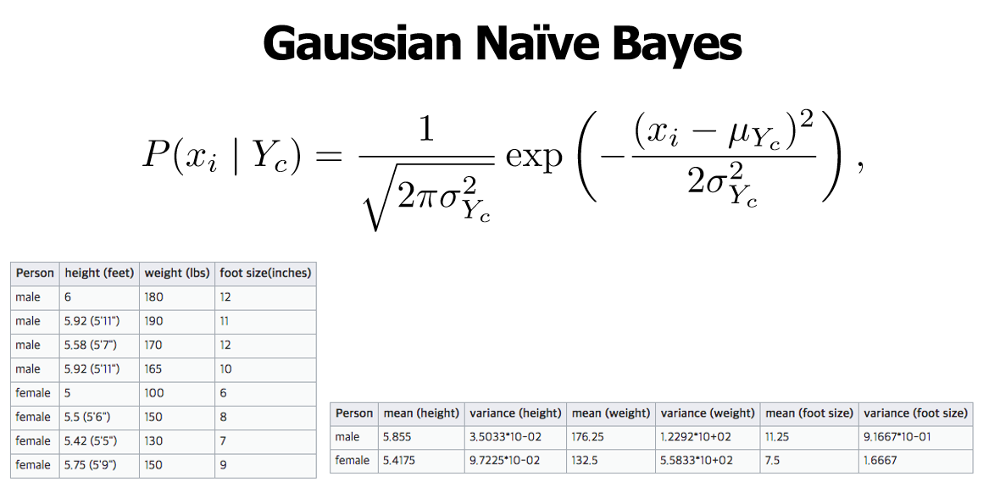 Gaussian Naïve Bayes
P(x_i | Y_c) = \frac{1}{\sqrt{2\pi\sigma^2_{Y_c}}} \exp\left(-\frac{(x_i - \mu_{Y_c})^2}{2\sigma^2_{Y_c}}\right),
Person height (feet) weight (lbs) foot size(inches)
male 6 180 12
male 5.92 (5'11") 190 11
male 5.58 (5'7") 170 12
male 5.92 (5'11") 165 10
female 5 100 6
female 5.5 (5'6") 150 8
female 5.42 (5'5") 130 7
female 5.75 (5'9") 150 9
Person mean (height) variance (height) mean (weight) variance (weight) mean (foot size) variance (foot size)
male 5.855 3.5033*10-02 176.25 1.2292*10+02 11.25 9.1667*10-01
female 5.4175 9.7225*10-02 132.5 5.5833*10+02 7.5 1.6667